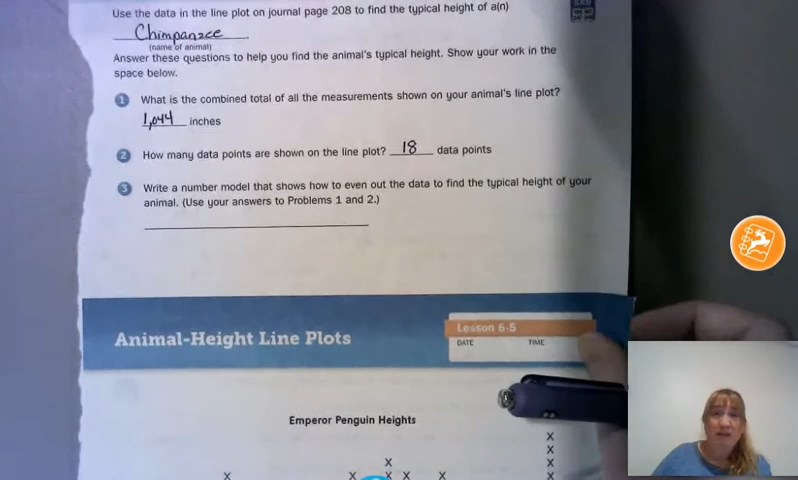 Use the data in the line plot on journal page 208 to find the typical height of a(n)
Chimpanzee.
(name of animal)
Answer these questions to help you find the animal's typical height. Show your work in the
space below.
1 What is the combined total of all the measurements shown on your animal's line plot?
1,044 inches
2 How many data points are shown on the line plot? 18 data points
3 Write a number model that shows how to even out the data to find the typical height of your
animal. (Use your answers to Problems 1 and 2.)
Animal-Height Line Plots
Lesson 6-5
DATE TIME
Emperor Penguin Heights
X
X
X
X
X X X X X X